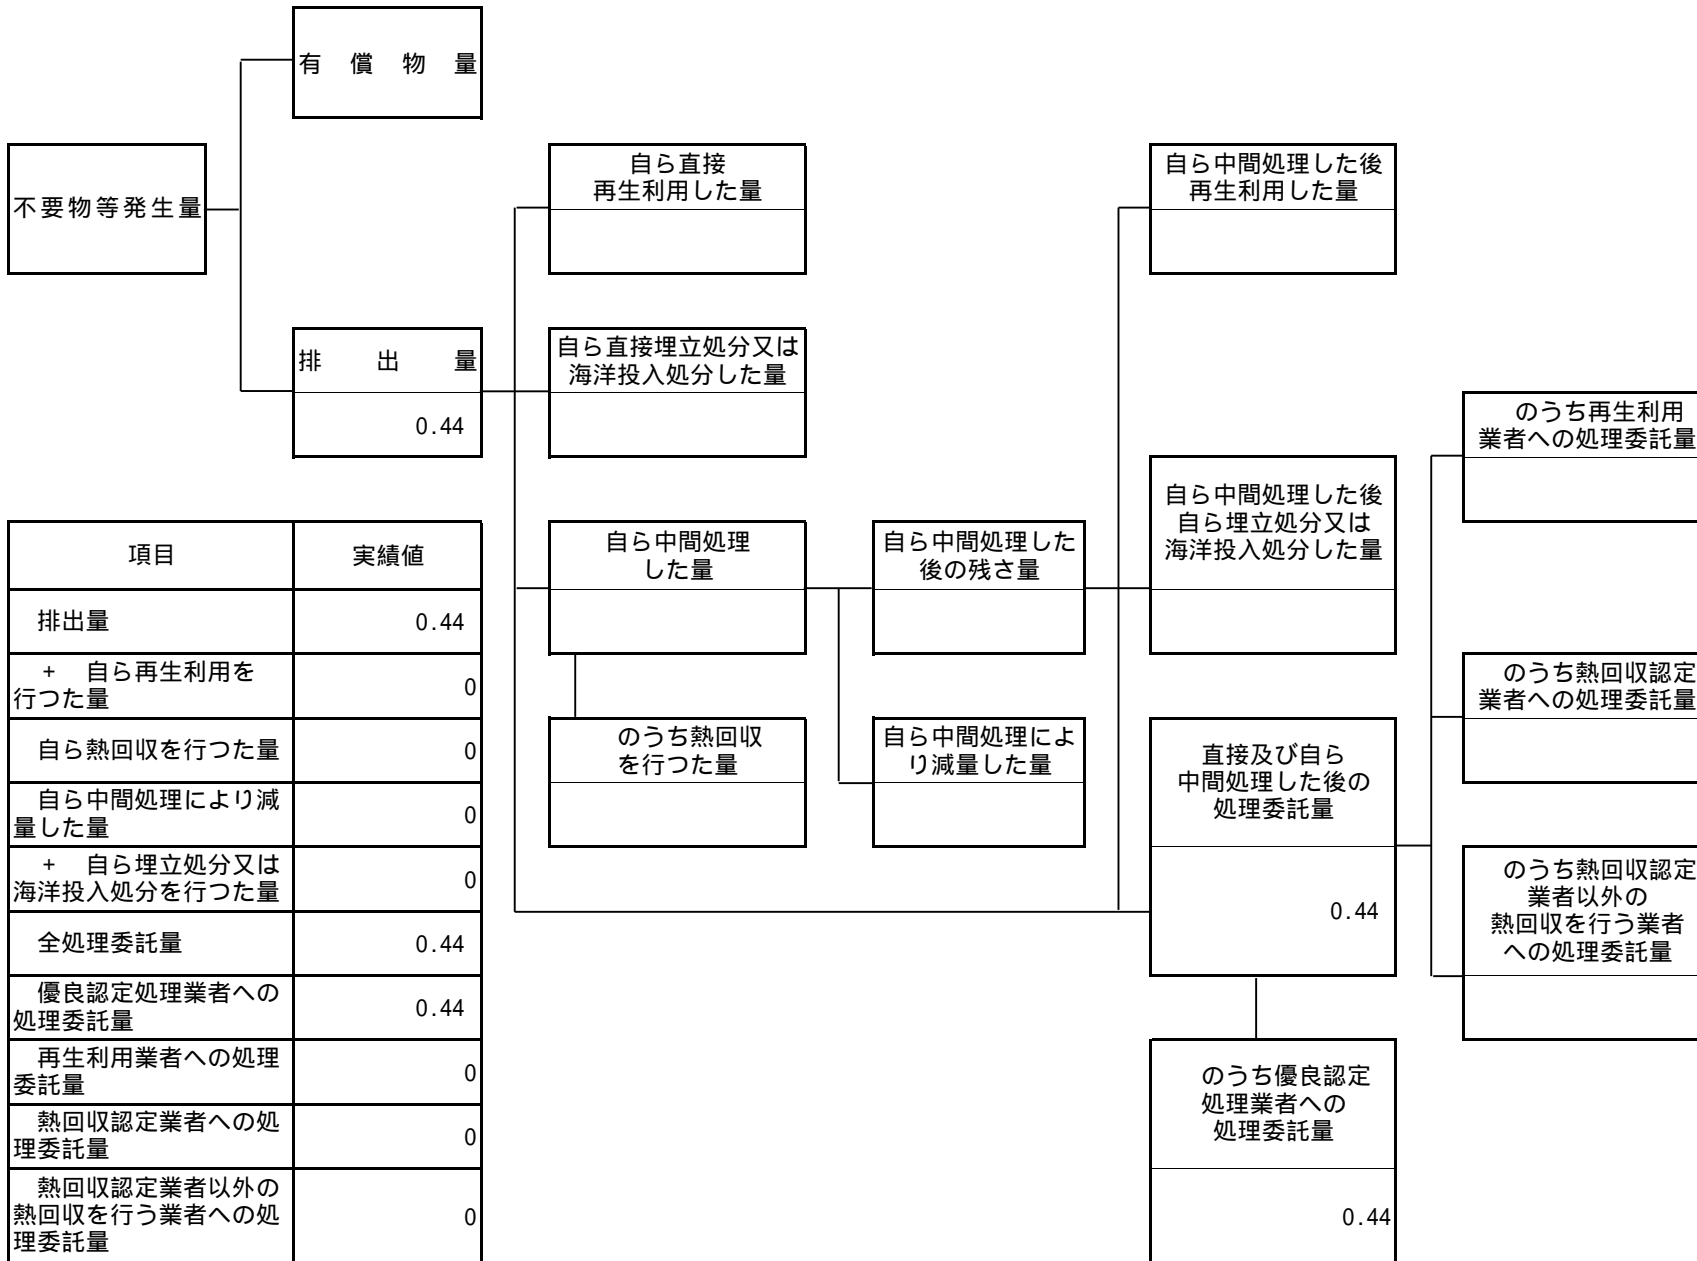 有償物量
不要物等発生量
自ら直接
再生利用した量
自ら中間処理した後
再生利用した量
排出量
0.44
自ら直接埋立処分又は
海洋投入処分した量
のうち再生利用
業者への処理委託量
自ら中間処理した後
自ら埋立処分又は
海洋投入処分した量
自ら中間処理
した量
自ら中間処理した
後の残さ量
のうち熱回収認定
業者への処理委託量
のうち熱回収
を行つた量
自ら中間処理によ
り減量した量
直接及び自ら
中間処理した後の
処理委託量
0.44
のうち熱回収認定
業者以外の
熱回収を行う業者
への処理委託量
のうち優良認定
処理業者への
処理委託量
0.44
項目 実績値
排出量 0.44
+ 自ら再生利用を
行つた量 0
自ら熱回収を行つた量 0
自ら中間処理により減
量した量 0
+ 自ら埋立処分又は
海洋投入処分を行つた量 0
全処理委託量 0.44
優良認定処理業者への
処理委託量 0.44
再生利用業者への処理
委託量 0
熱回収認定業者への処
理委託量 0
熱回収認定業者以外の
熱回収を行う業者への処
理委託量 0